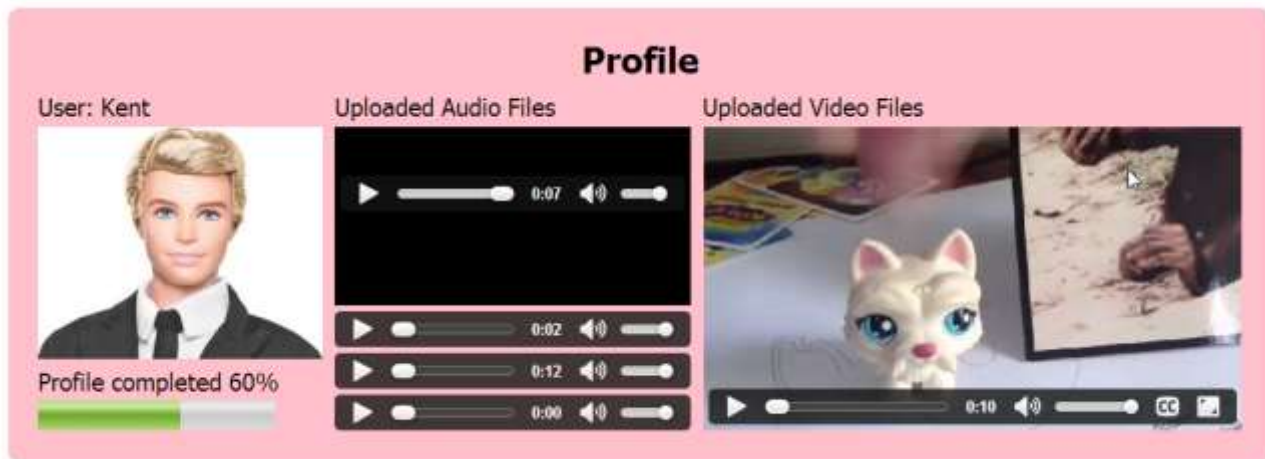 Profile
User: Kent
Uploaded Audio Files
Uploaded Video Files
0:07
0:02
0:12
0:00
Profile completed 60%
0:10
CC